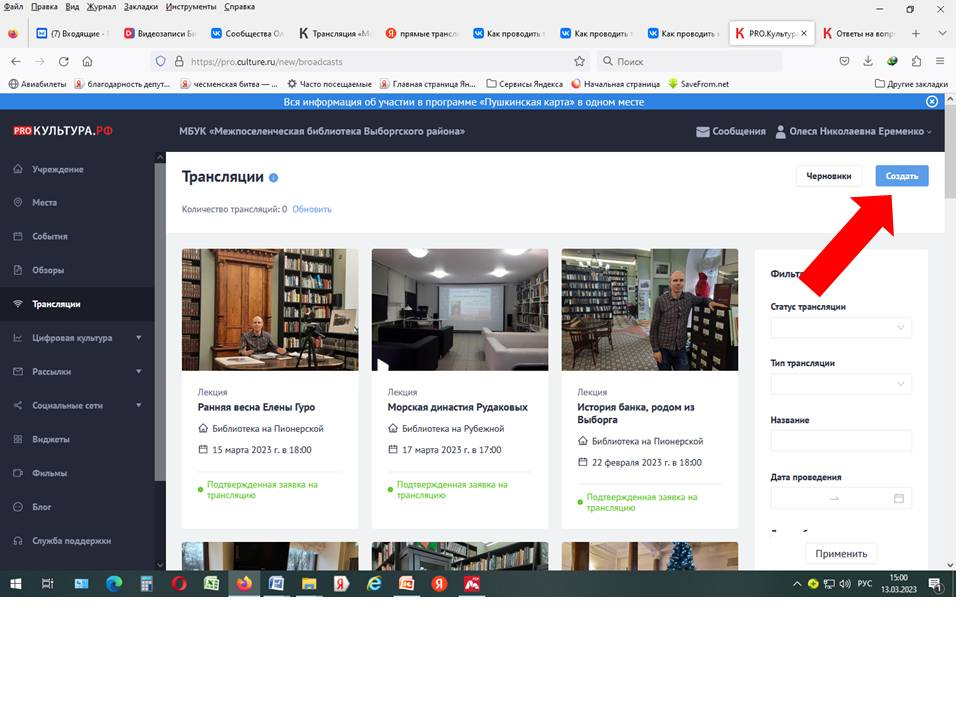 Файл Правка Вид Журнал Закладки Инструменты Справка
(7) Входящие - Видеозаписи Би Сообщества Ол Трансляция «М прямые трансл Как проводить т Как проводить т Как проводить к PRO.Культура Ответы на вопр
https://pro.culture.ru/new/broadcasts
Поиск
Авиабилеты благодарность депут... чесменская битва — ... Часто посещаемые Главная страница Ян... Сервисы Яндекса Начальная страница SaveFrom.net Другие закладки
Вся информация об участии в программе «Пушкинская карта» в одном месте
PRO КУЛЬТУРА.РФ
МБУК «Межпоселенческая библиотека Выборгского района»
Сообщения Олеся Николаевна Еременко
Учреждение
Места
События
Обзоры
Трансляции
Цифровая культура
Рассылки
Социальные сети
Виджеты
Фильмы
Блог
Служба поддержки
Трансляции
Черновики Создать
Количество трансляций: 0 Обновить
Лекция
Ранняя весна Елены Гуро
Библиотека на Пионерской
15 марта 2023 г. в 18:00
Подтвержденная заявка на
трансляцию
Лекция
Морская династия Рудаковых
Библиотека на Рубежной
17 марта 2023 г. в 17:00
Подтвержденная заявка на
трансляцию
Лекция
История банка, родом из
Выборга
Библиотека на Пионерской
22 февраля 2023 г. в 18:00
Подтвержденная заявка на
трансляцию
Фильт
Статус трансляции
Тип трансляции
Название
Дата проведения
Применить
РУС
15:00
13.03.2023
1